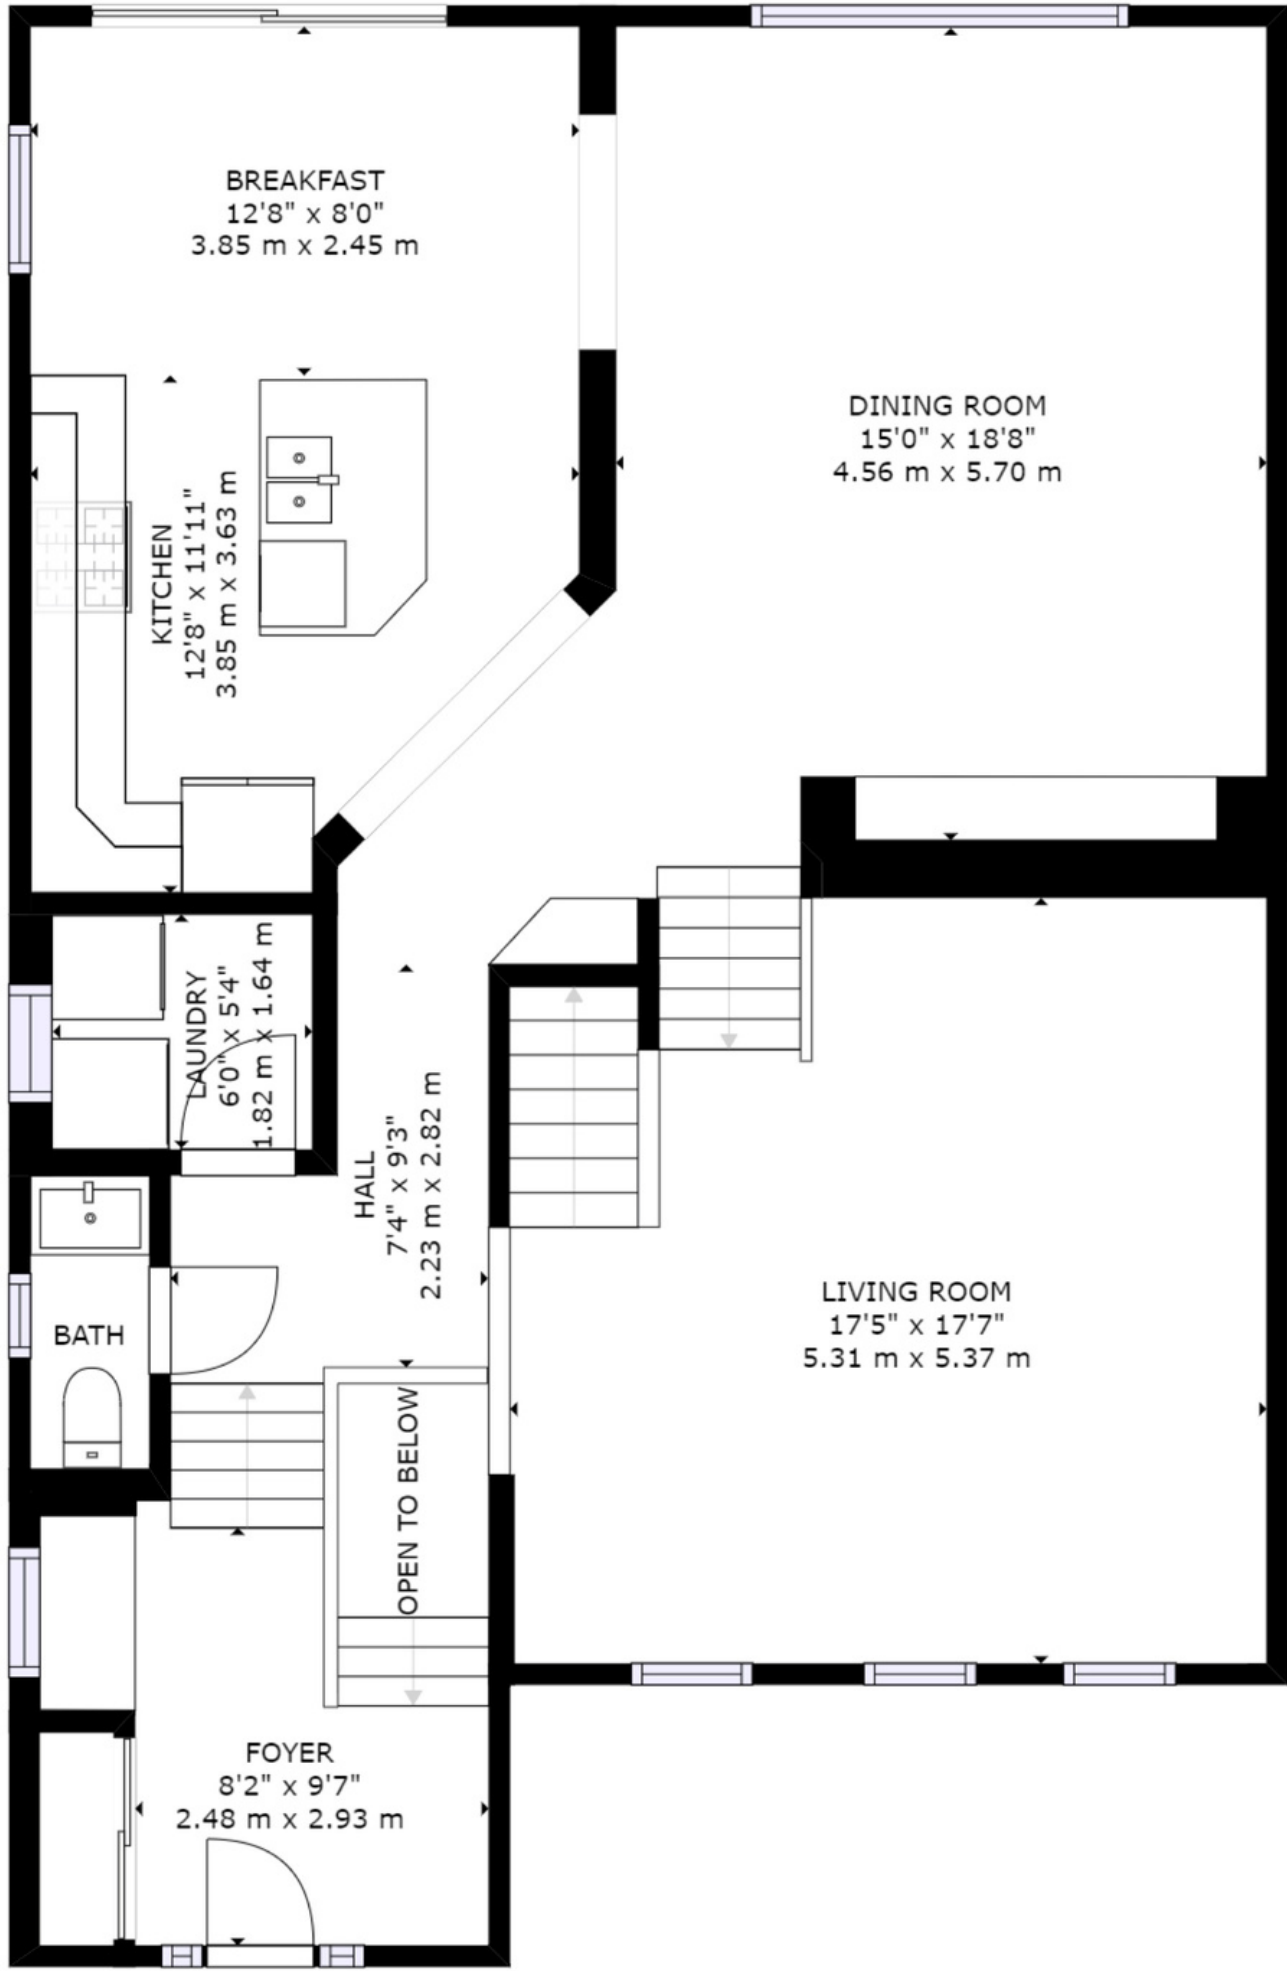 BREAKFAST
12'8" x 8'0"
3.85 m x 2.45 m
DINING ROOM
15'0" x 18'8"
4.56 m x 5.70 m
KITCHEN
12'8" x 11'11"
3.85 m x 3.63 m
LAUNDRY
6'0" x 5'4"
1.82 m x 1.64 m
HALL
7'4" x 9'3"
2.23 m x 2.82 m
LIVING ROOM
17'5" x 17'7"
5.31 m x 5.37 m
BATH
OPEN TO BELOW
FOYER
8'2" x 9'7"
2.48 m x 2.93 m